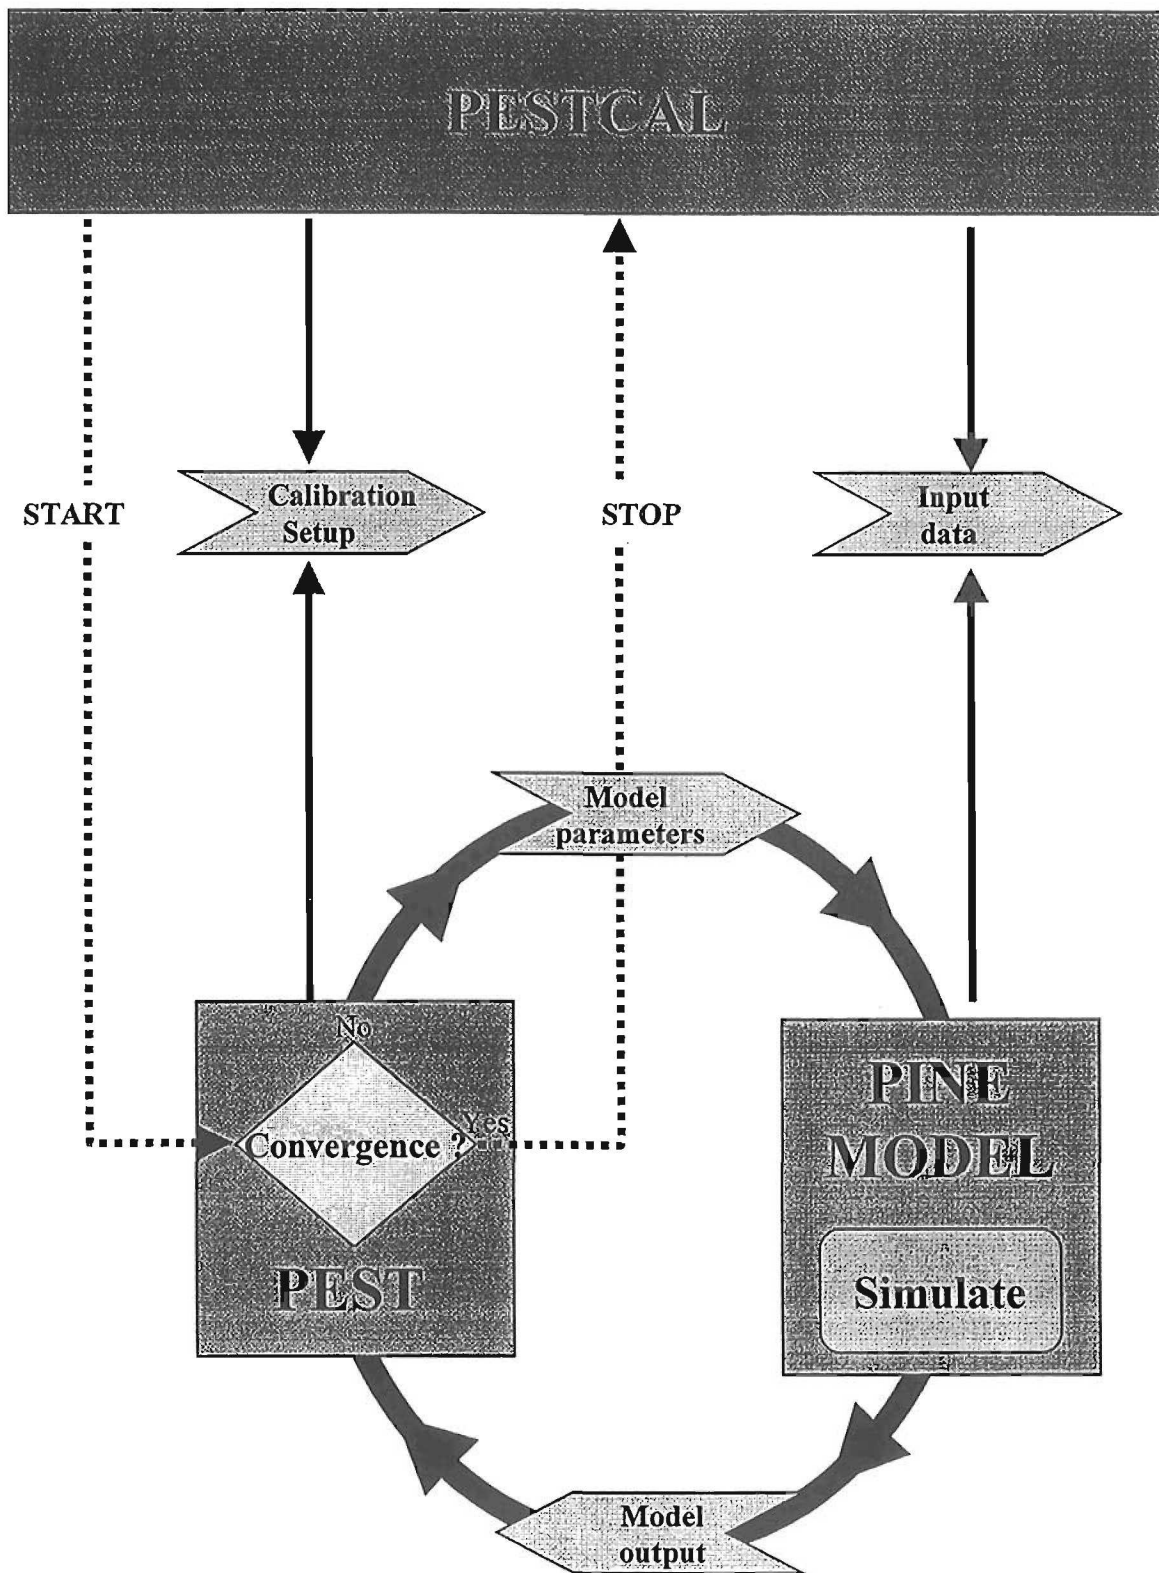 PESTCAL
START
Calibration
Setup
STOP
Input
data
Model
parameters
No
Convergence ?
Yes
PEST
PINE
MODEL
Simulate
Model
output